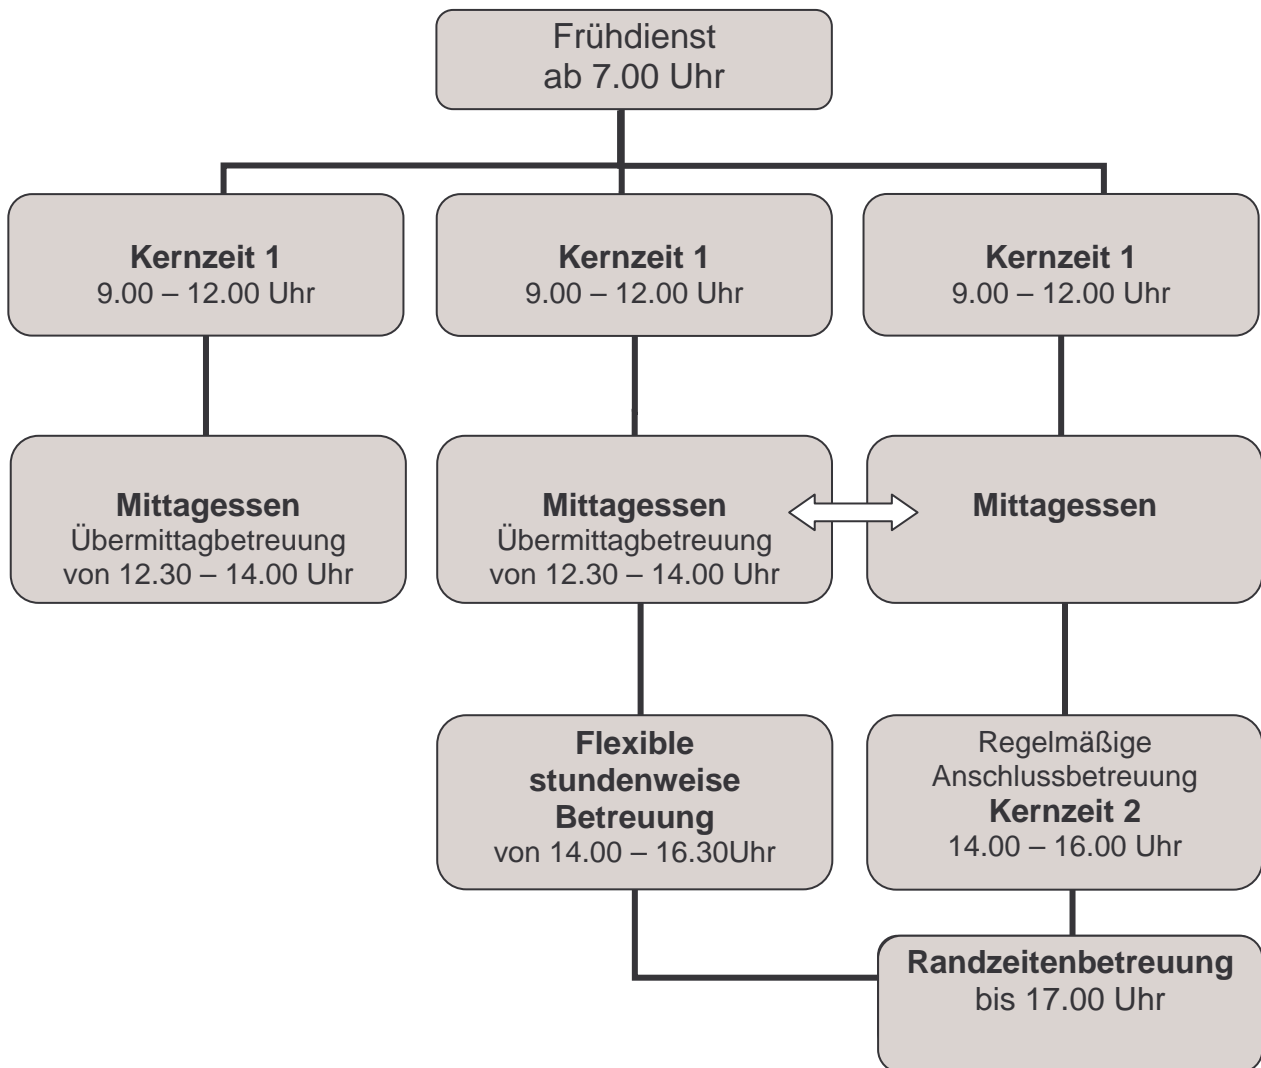 Frühdienst
ab 7.00 Uhr
Kernzeit 1
9.00 – 12.00 Uhr
Kernzeit 1
9.00 – 12.00 Uhr
Kernzeit 1
9.00 – 12.00 Uhr
Mittagessen
Übermittagbetreuung
von 12.30 – 14.00 Uhr
Mittagessen
Übermittagbetreuung
von 12.30 – 14.00 Uhr
Mittagessen
Flexible
stundenweise
Betreuung
von 14.00 – 16.30Uhr
Regelmäßige
Anschlussbetreuung
Kernzeit 2
14.00 – 16.00 Uhr
Randzeitenbetreuung
bis 17.00 Uhr